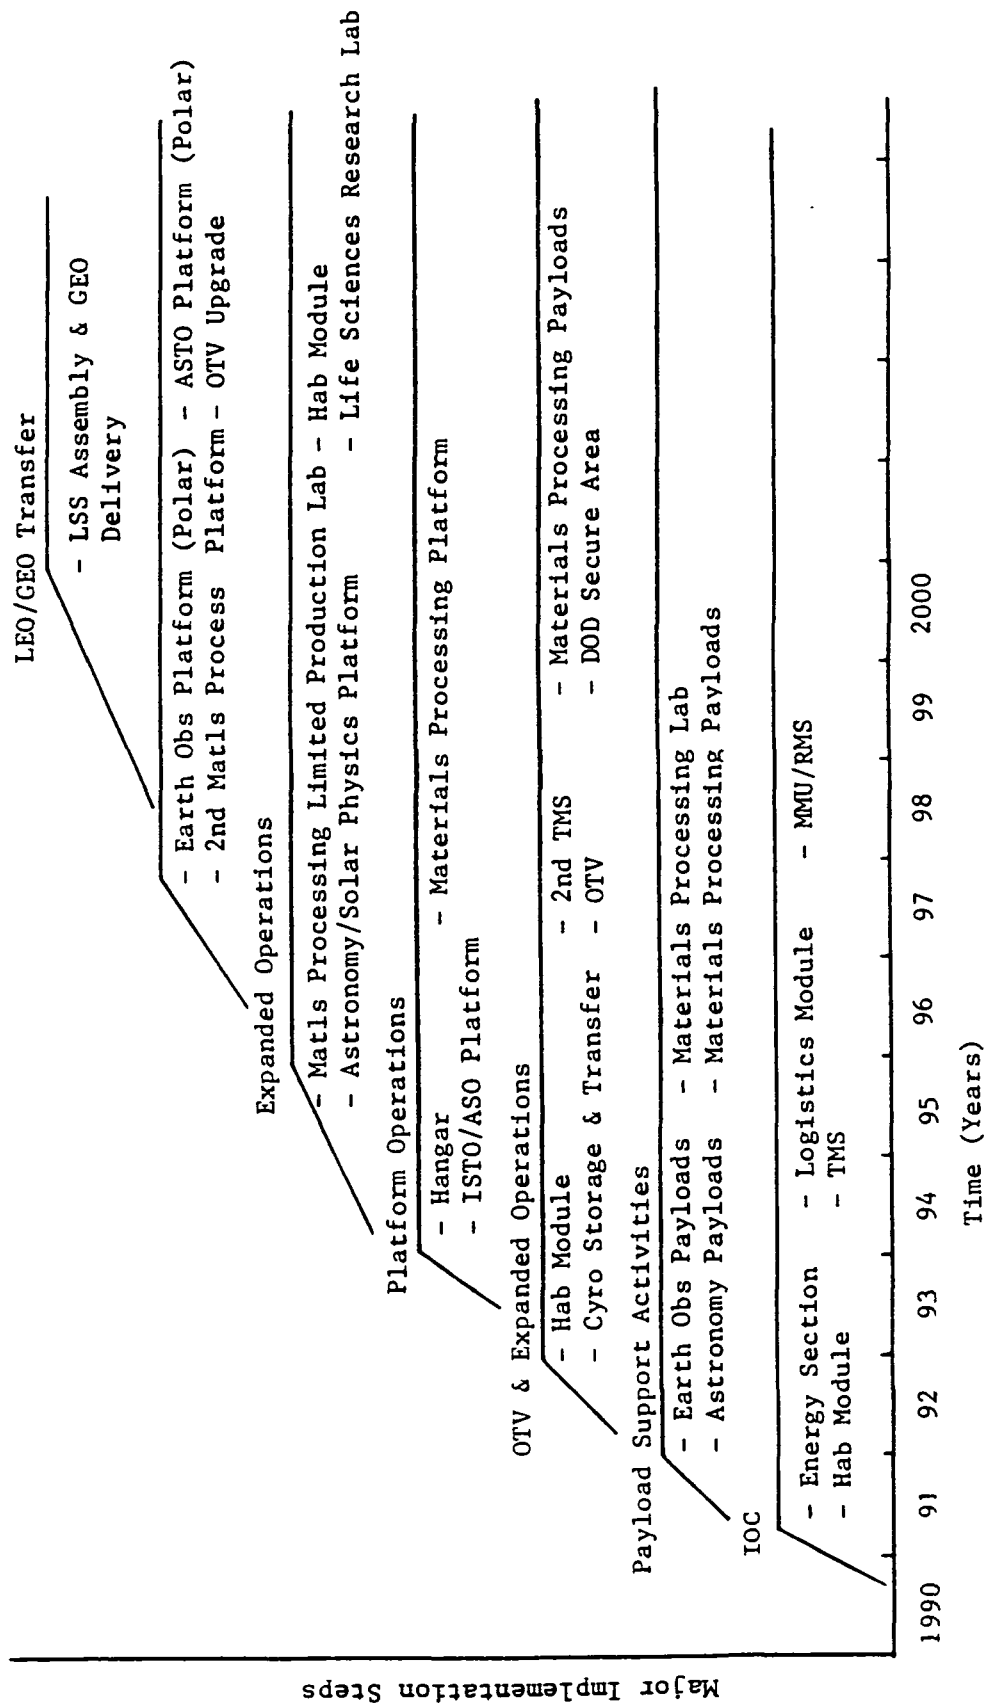 LEO/GEO Transfer
- LSS Assembly & GEO
Delivery
- Earth Obs Platform (Polar) - ASTO Platform (Polar)
- 2nd Matls Process Platform - OTV Upgrade
Expanded Operations
- Matls Processing Limited Production Lab - Hab Module
- Astronomy/Solar Physics Platform - Life Sciences Research Lab
Platform Operations
- Hangar - Materials Processing Platform
- ISTO/ASO Platform
OTV & Expanded Operations
- Hab Module - 2nd TMS - Materials Processing Payloads
- Cyro Storage & Transfer - OTV - DOD Secure Area
Payload Support Activities
- Earth Obs Payloads - Materials Processing Lab
- Astronomy Payloads - Materials Processing Payloads
IOC
- Energy Section - Logistics Module - MMU/RMS
- Hab Module - TMS
1990 91 92 93 94 95 96 97 98 99 2000
Time (Years)
Major Implementation Steps